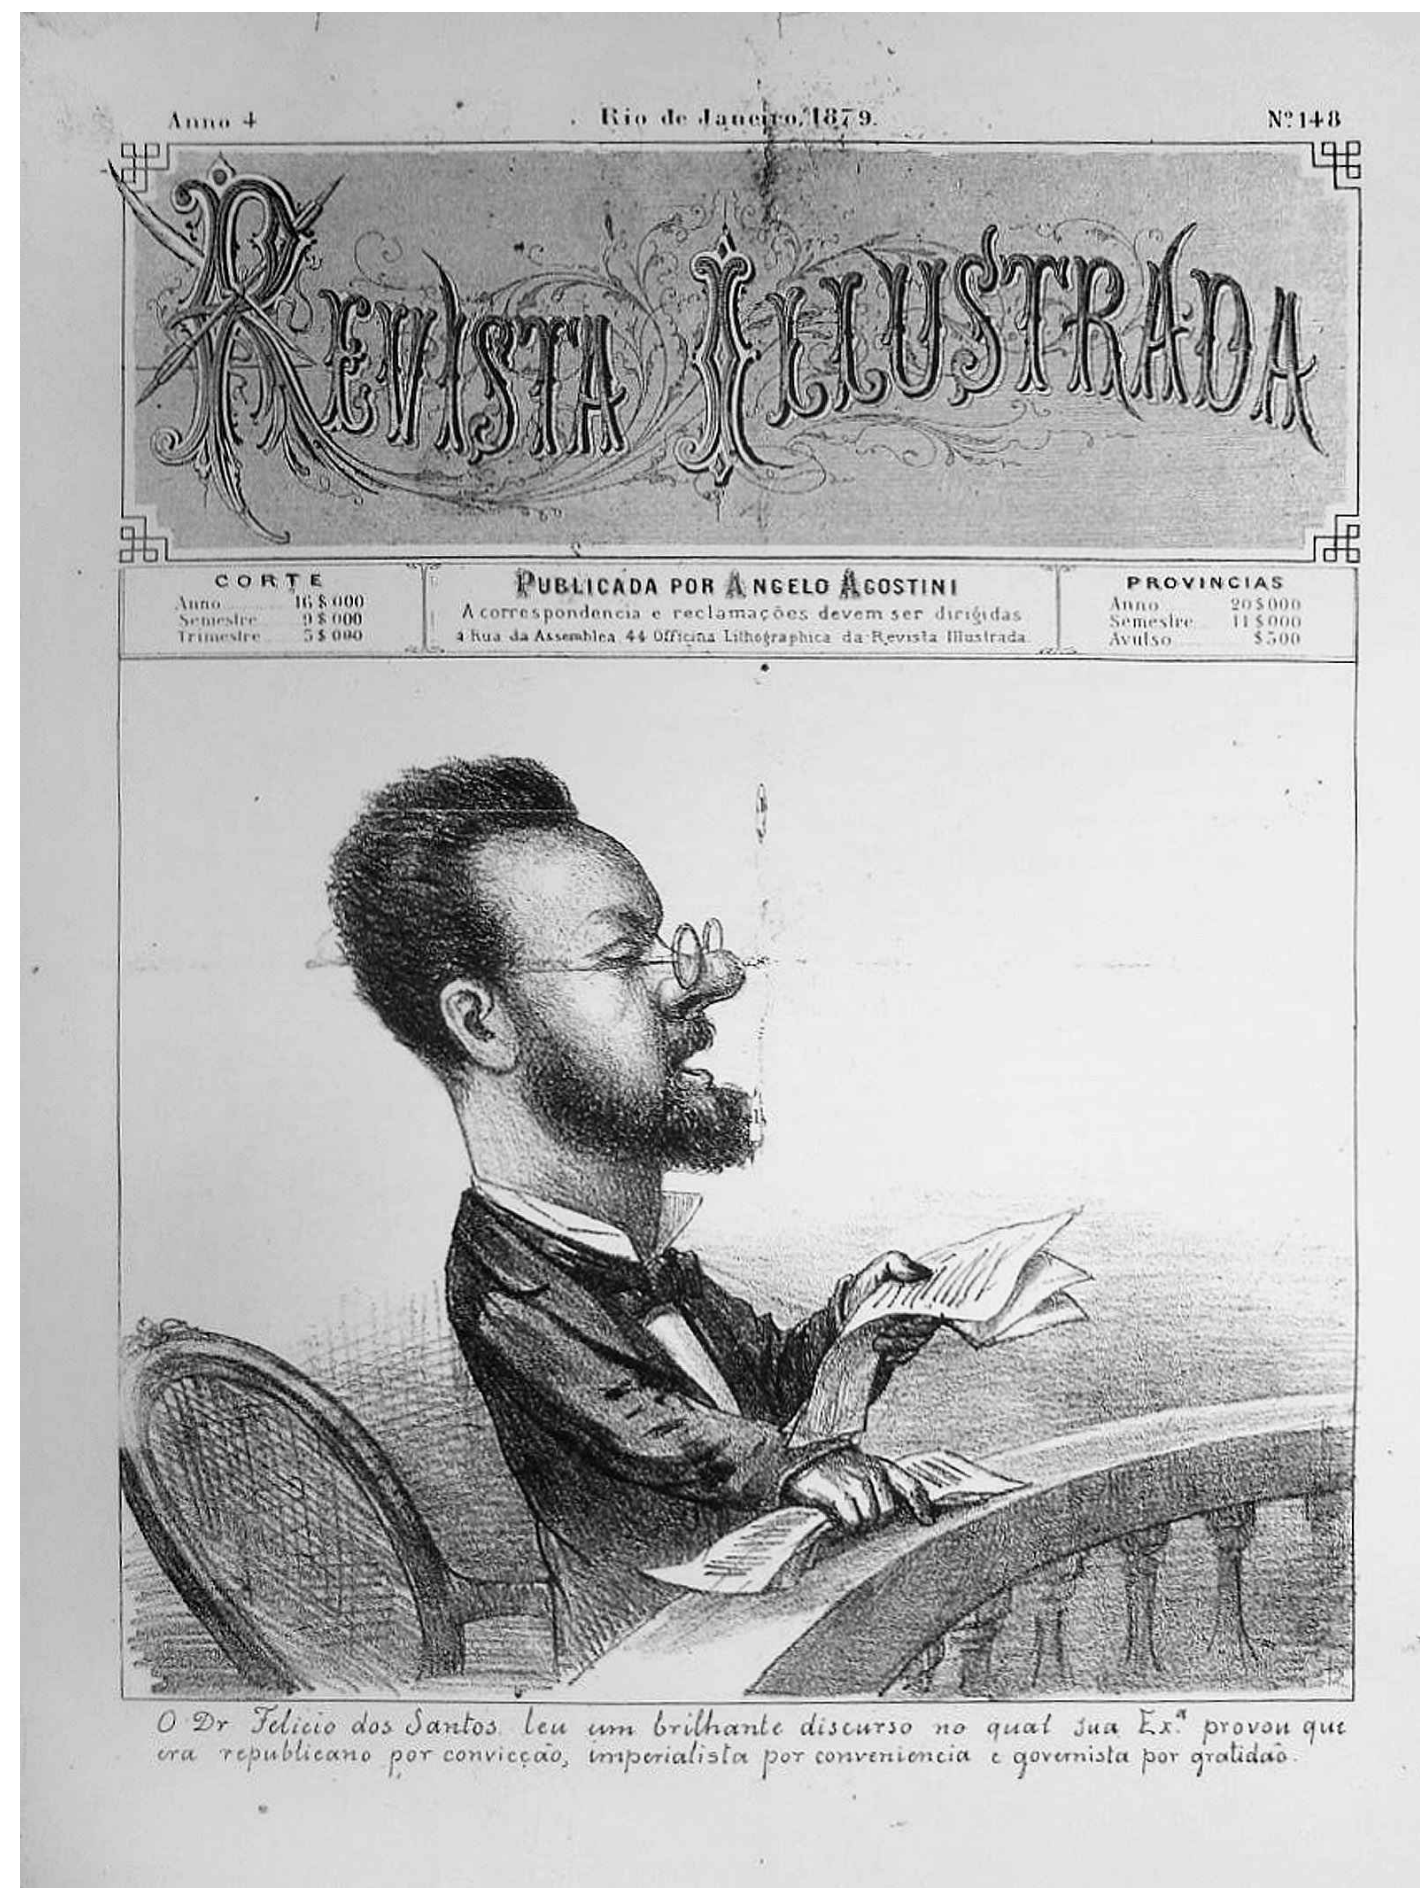 Anno 4
Rio de Janeiro, 1879.
Nº 148
REVISTA ILLUSTRADA
CORTE
Anno 16$000
Semestre 9$000
Trimestre 5$000
PUBLICADA POR ANGELO AGOSTINI
A correspondencia e reclamações devem ser dirigidas
à Rua da Assemblea 44 Officina Lithographica da Revista Illustrada
PROVINCIAS
Anno 20$000
Semestre 11$000
Avulso $500
O Dr Felicio dos Santos leu um brilhante discurso no qual sua Ex.ª provou que
era republicano por convicção, imperialista por conveniencia e governista por gratidão.